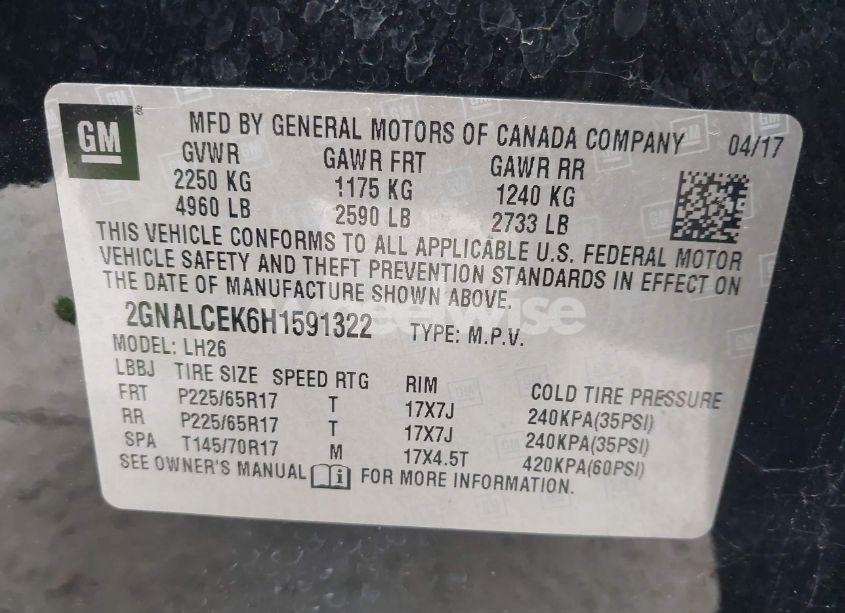 GM
MFD BY GENERAL MOTORS OF CANADA COMPANY 04/17
GVWR GAWR FRT GAWR RR
2250 KG 1175 KG 1240 KG
4960 LB 2590 LB 2733 LB
THIS VEHICLE CONFORMS TO ALL APPLICABLE U.S. FEDERAL MOTOR
VEHICLE SAFETY AND THEFT PREVENTION STANDARDS IN EFFECT ON
THE DATE OF MANUFACTURE SHOWN ABOVE.
2GNALCEK6H1591322 TYPE: M.P.V.
MODEL: LH26
LBBJ TIRE SIZE SPEED RTG RIM COLD TIRE PRESSURE
FRT P225/65R17 T 17X7J 240KPA(35PSI)
RR P225/65R17 T 17X7J 240KPA(35PSI)
SPA T145/70R17 M 17X4.5T 420KPA(60PSI)
SEE OWNER'S MANUAL i FOR MORE INFORMATION.